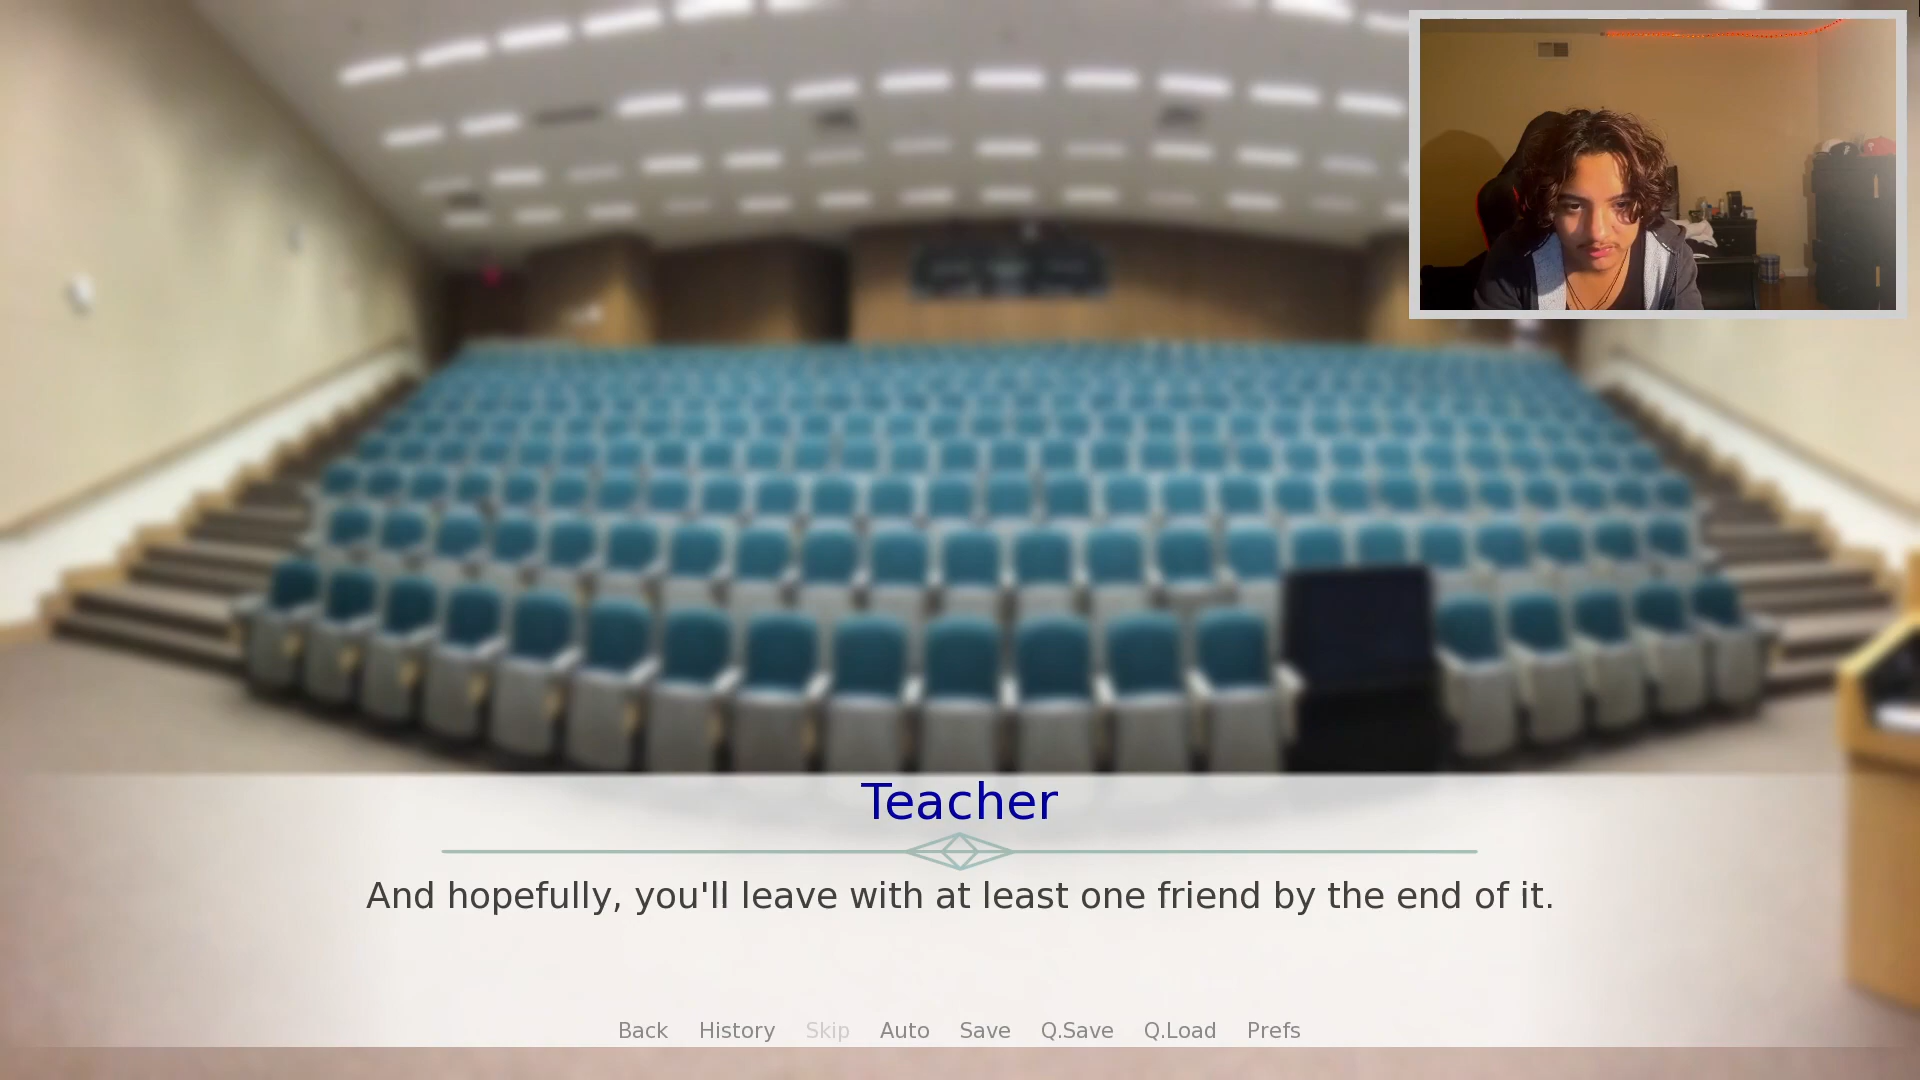 Teacher
And hopefully, you'll leave with at least one friend by the end of it.
Back History Skip Auto Save Q.Save Q.Load Prefs